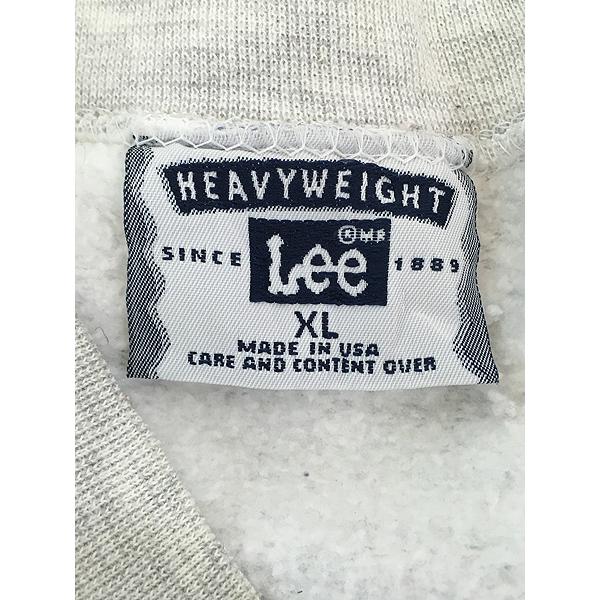 HEAVYWEIGHT
® MR
SINCE Lee 1889
XL
MADE IN USA
CARE AND CONTENT OVER